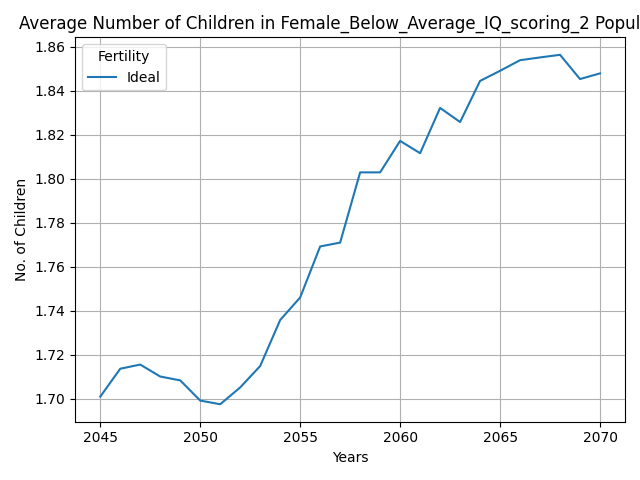 Average Number of Children in Female_Below_Average_IQ_scoring_2 Popul
Fertility
Ideal
No. of Children
1.86
1.84
1.82
1.80
1.78
1.76
1.74
1.72
1.70
2045 2050 2055 2060 2065 2070
Years